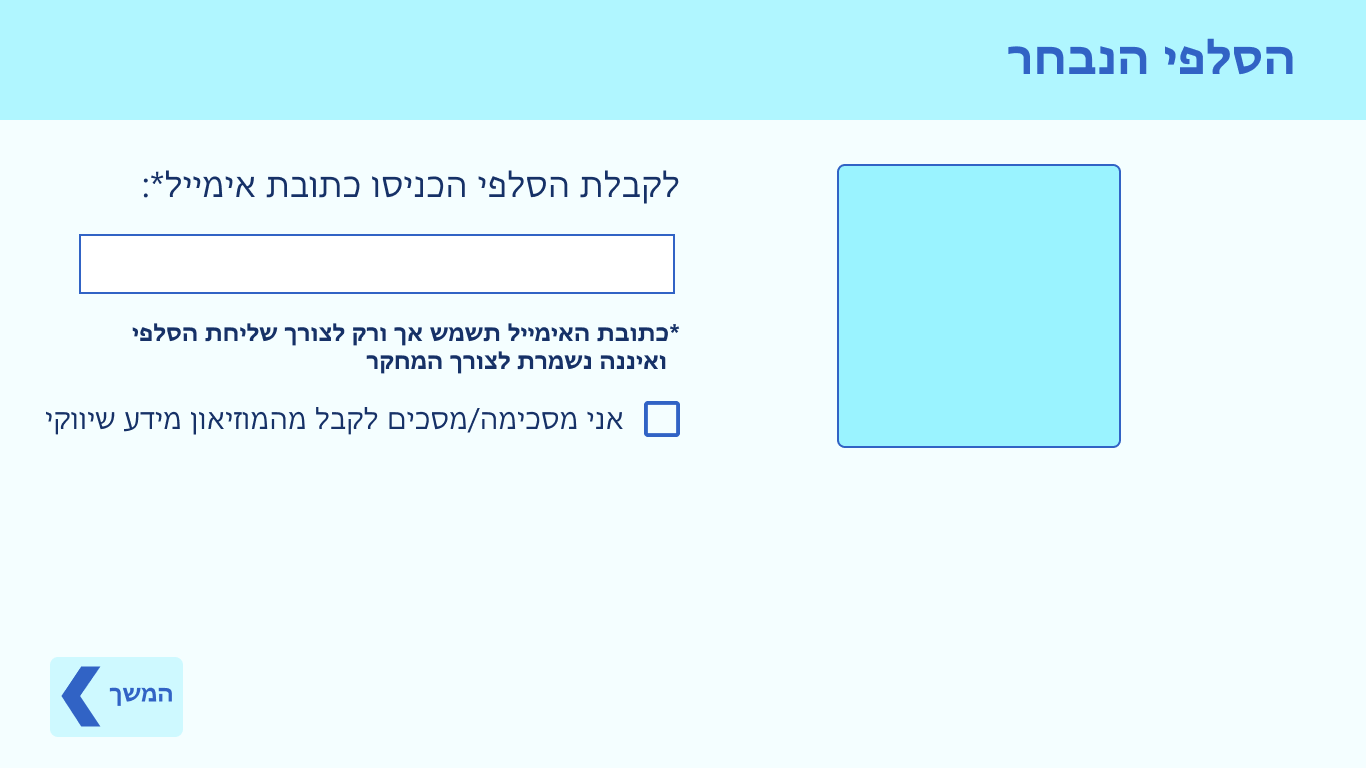 הסלפי הנבחר
לקבלת הסלפי הכניסו כתובת אימייל*:
*כתובת האימייל תשמש אך ורק לצורך שליחת הסלפי
ואיננה נשמרת לצורך המחקר
אני מסכימה/מסכים לקבל מהמוזיאון מידע שיווקי
המשך